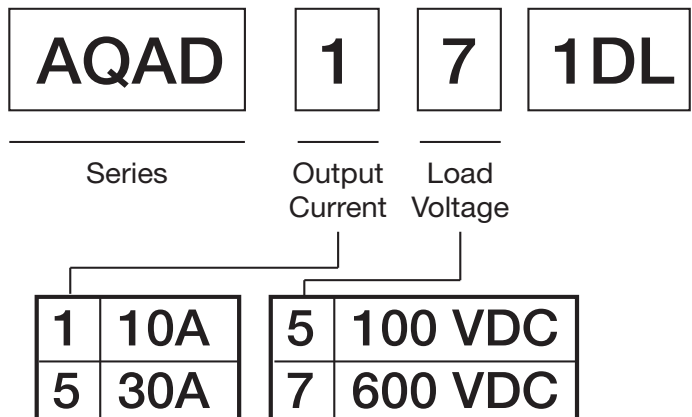 AQAD 1 7 1DL
Series Output Current Load Voltage
1 10A 5 100 VDC
5 30A 7 600 VDC